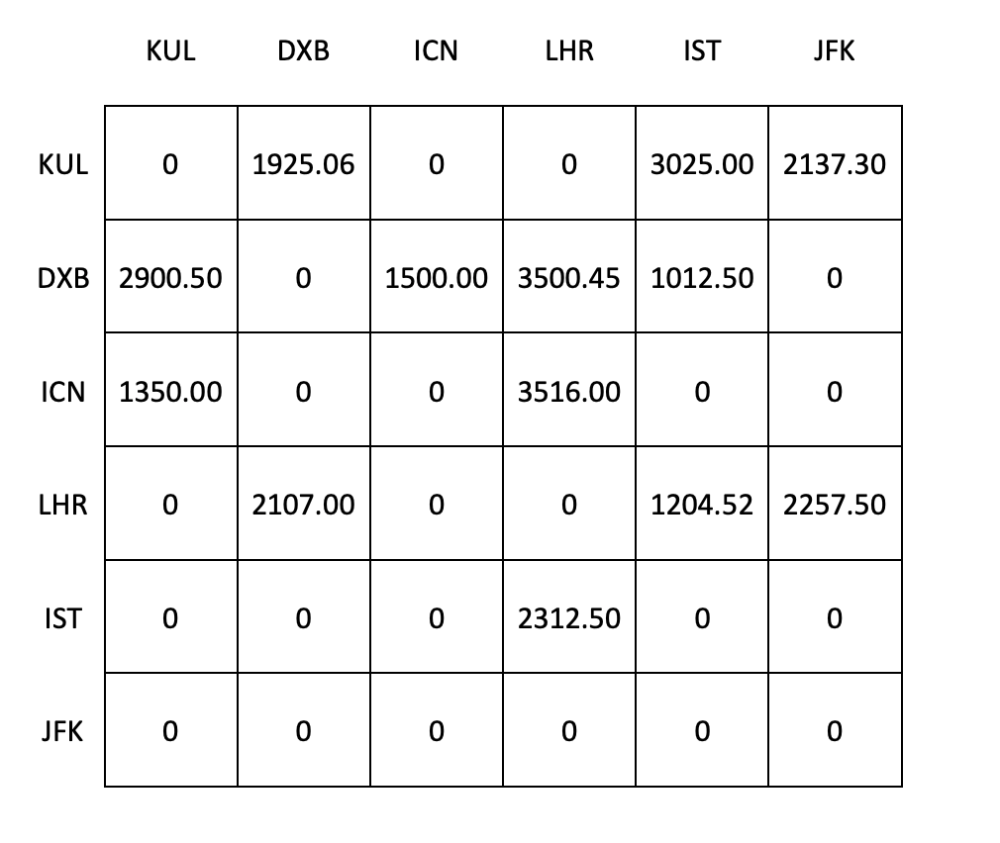 KUL DXB ICN LHR IST JFK
KUL 0 1925.06 0 0 3025.00 2137.30
DXB 2900.50 0 1500.00 3500.45 1012.50 0
ICN 1350.00 0 0 3516.00 0 0
LHR 0 2107.00 0 0 1204.52 2257.50
IST 0 0 0 2312.50 0 0
JFK 0 0 0 0 0 0